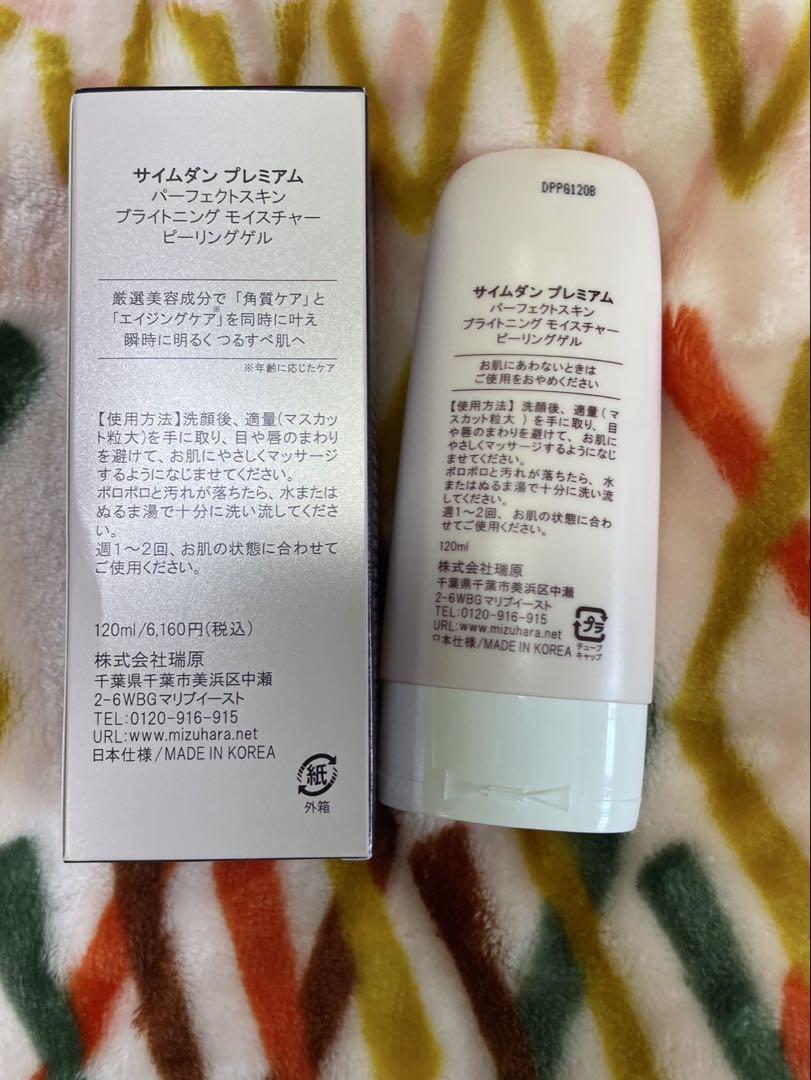 サイムダン プレミアム
パーフェクトスキン
ブライトニング モイスチャー
ピーリングゲル
厳選美容成分で「角質ケア」と
「エイジングケア」※を同時に叶え
瞬時に明るく つるすべ肌へ
※年齢に応じたケア
【使用方法】洗顔後、適量(マスカッ
ト粒大)を手に取り、目や唇のまわり
を避けて、お肌にやさしくマッサージ
するようになじませてください。
ポロポロと汚れが落ちたら、水または
ぬるま湯で十分に洗い流してくださ
い。
週1～2回、お肌の状態に合わせて
ご使用ください。
120ml/6,160円(税込)
株式会社瑞原
千葉県千葉市美浜区中瀬
2-6WBGマリブイースト
TEL:0120-916-915
URL:www.mizuhara.net
日本仕様/MADE IN KOREA
紙
外箱
DPPG120B
サイムダン プレミアム
パーフェクトスキン
ブライトニング モイスチャー
ピーリングゲル
お肌にあわないときは
ご使用をおやめください
【使用方法】洗顔後、適量(マ
スカット粒大 )を手に取り、目
や唇のまわりを避けて、お肌に
やさしくマッサージするようになじ
ませてください。
ポロポロと汚れが落ちたら、水
またはぬるま湯で十分に洗い流
してください。
週1～2回、お肌の状態に合わ
せてご使用ください。
120ml
株式会社瑞原
千葉県千葉市美浜区中瀬
2-6WBGマリブイースト
TEL:0120-916-915
URL:www.mizuhara.net
日本仕様/MADE IN KOREA
プラ
チューブ
キャップ